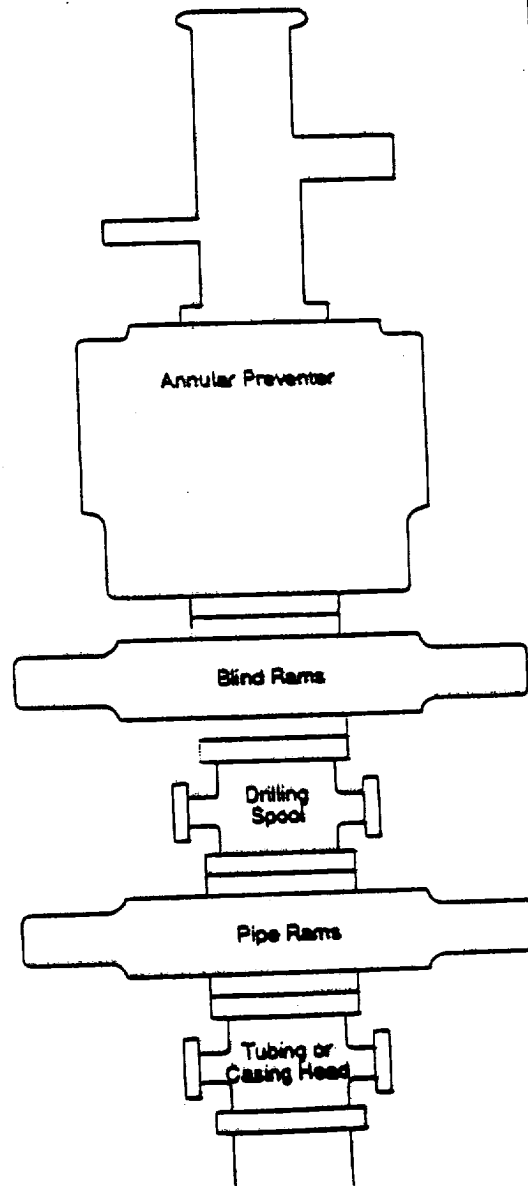 Annular Preventer
Blind Rams
Drilling
Spool
Pipe Rams
Tubing or
Casing Head